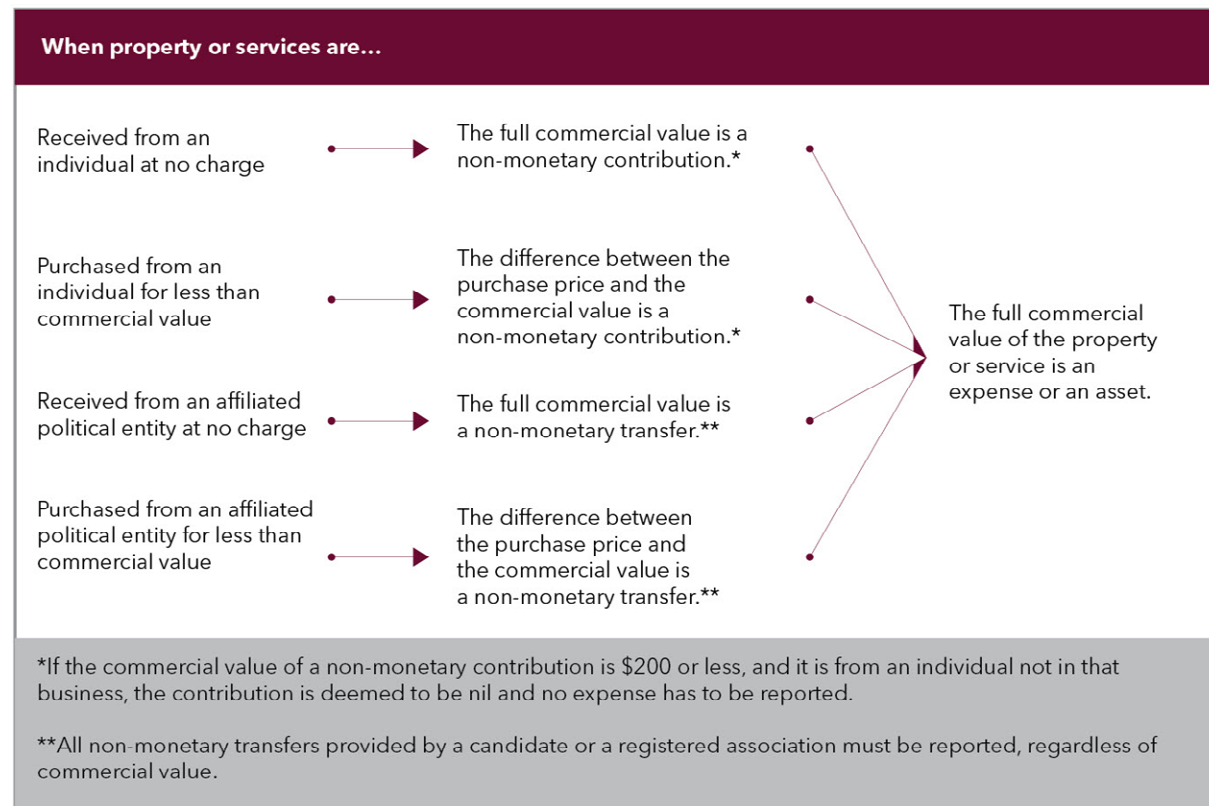 When property or services are...
Received from an
individual at no charge
The full commercial value is a
non-monetary contribution.*
Purchased from an
individual for less than
commercial value
The difference between the
purchase price and the
commercial value is a
non-monetary contribution.*
Received from an affiliated
political entity at no charge
The full commercial value is
a non-monetary transfer.**
Purchased from an affiliated
political entity for less than
commercial value
The difference between
the purchase price and
the commercial value is
a non-monetary transfer.**
The full commercial
value of the property
or service is an
expense or an asset.
*If the commercial value of a non-monetary contribution is $200 or less, and it is from an individual not in that
business, the contribution is deemed to be nil and no expense has to be reported.
**All non-monetary transfers provided by a candidate or a registered association must be reported, regardless of
commercial value.